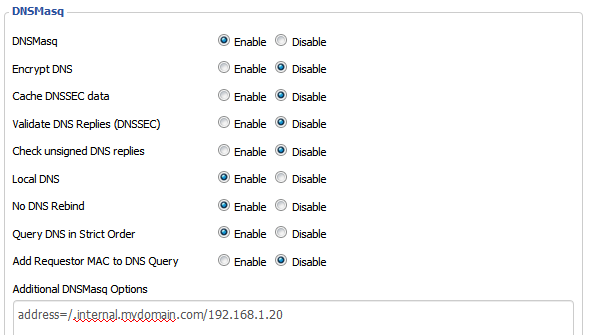 DNSMasq
DNSMasq Enable Disable
Encrypt DNS Enable Disable
Cache DNSSEC data Enable Disable
Validate DNS Replies (DNSSEC) Enable Disable
Check unsigned DNS replies Enable Disable
Local DNS Enable Disable
No DNS Rebind Enable Disable
Query DNS in Strict Order Enable Disable
Add Requestor MAC to DNS Query Enable Disable
Additional DNSMasq Options
address=/.internal.mydomain.com/192.168.1.20